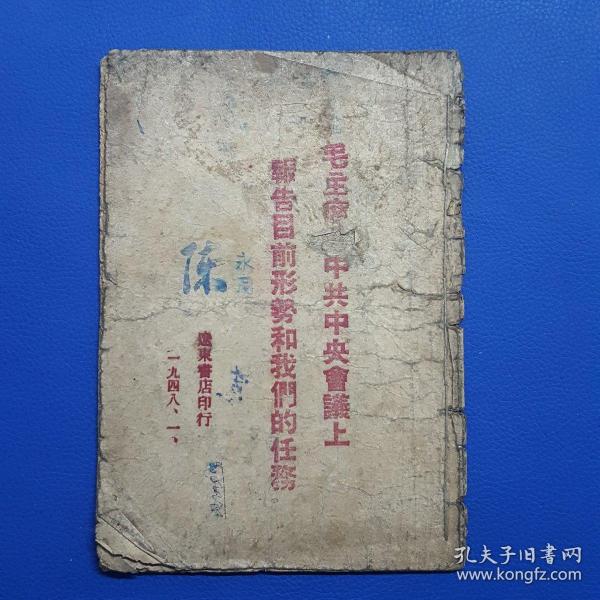 毛主席 中共中央會議上
報告目前形勢和我們的任務
遼東書店印行
一九四八、一、
陳
永
孔夫子旧书网
www.kongfz.com